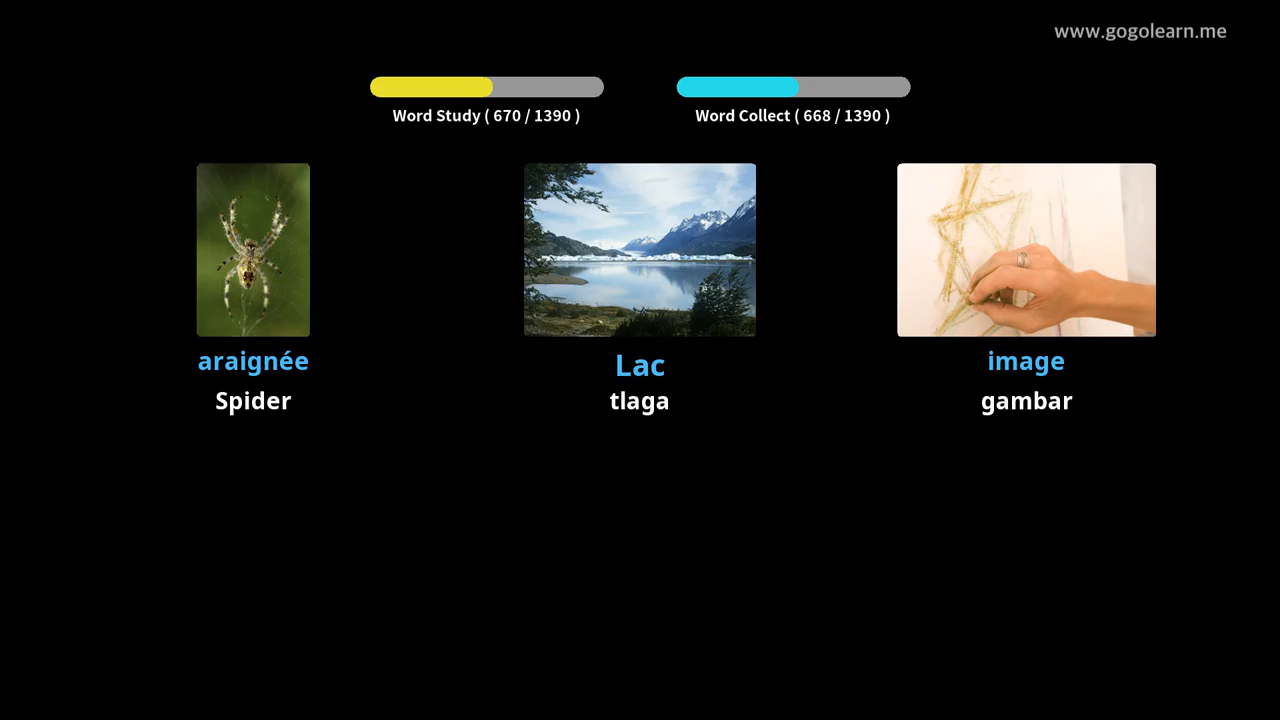 www.gogolearn.me
Word Study ( 670 / 1390 )
Word Collect ( 668 / 1390 )
araignée
Spider
Lac
tlaga
image
gambar